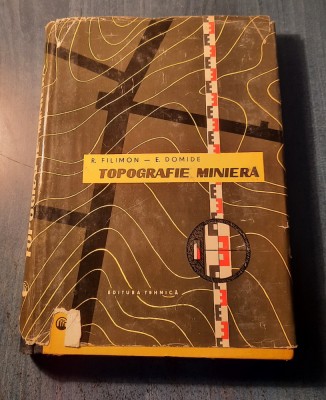 R. FILIMON — E. DOMIDE
TOPOGRAFIE MINIERĂ
EDITURA TEHNICĂ